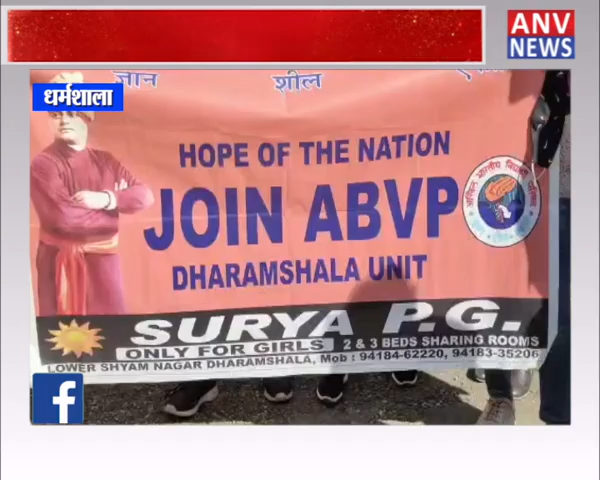 ANV
NEWS
धर्मशाला
ज्ञान
शील
HOPE OF THE NATION
JOIN ABVP
DHARAMSHALA UNIT
SURYA P.G.
ONLY FOR GIRLS 2 & 3 BEDS SHARING ROOMS
LOWER SHYAM NAGAR DHARAMSHALA, Mob : 94184-62220, 94183-35206
f